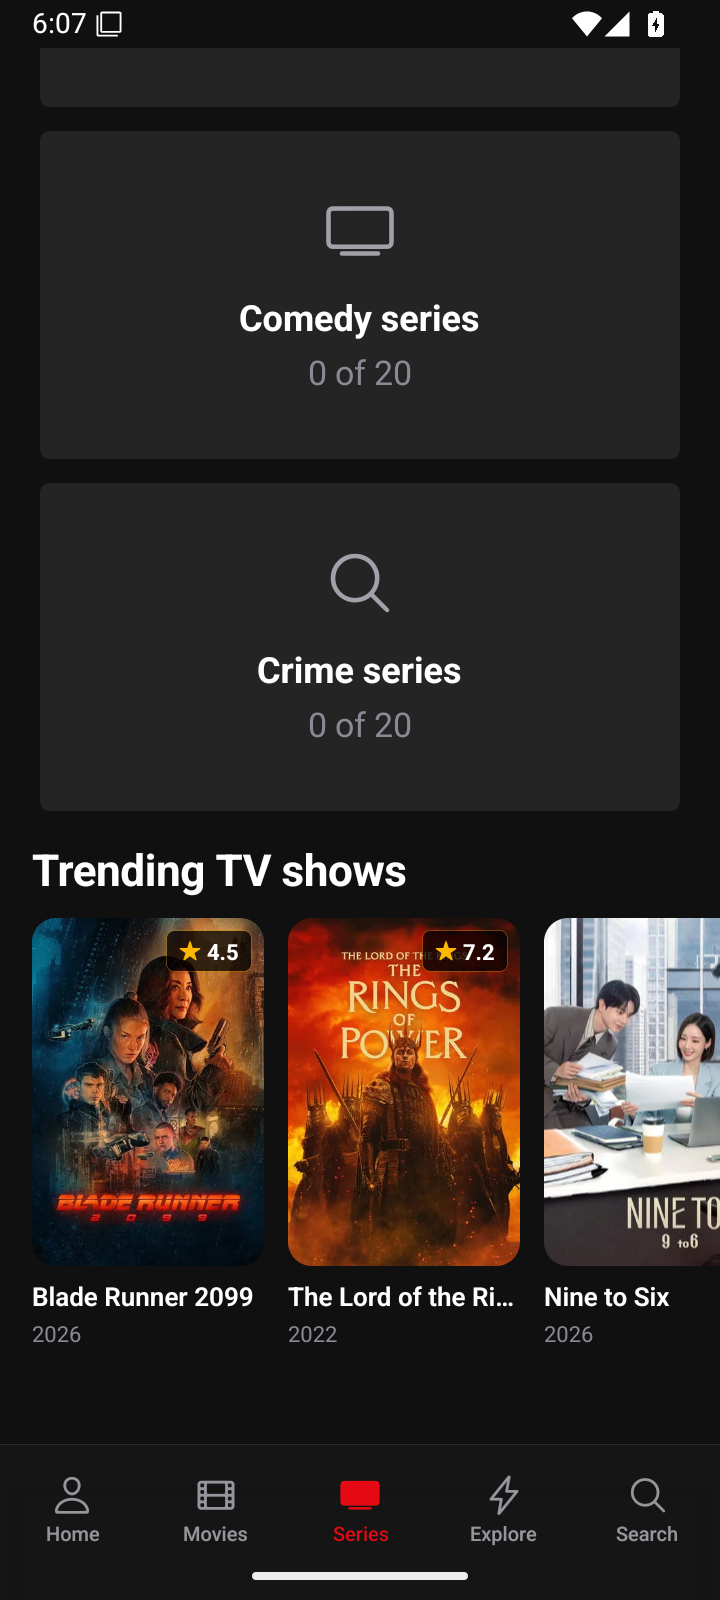 6:07
Comedy series
0 of 20
Crime series
0 of 20
Trending TV shows
4.5
BLADE RUNNER
2099
Blade Runner 2099
2026
7.2
THE LORD OF THE
THE
RINGS
OF
POWER
The Lord of the Ri...
2022
NINE TO
9 to6
Nine to Six
2026
Home
Movies
Series
Explore
Search